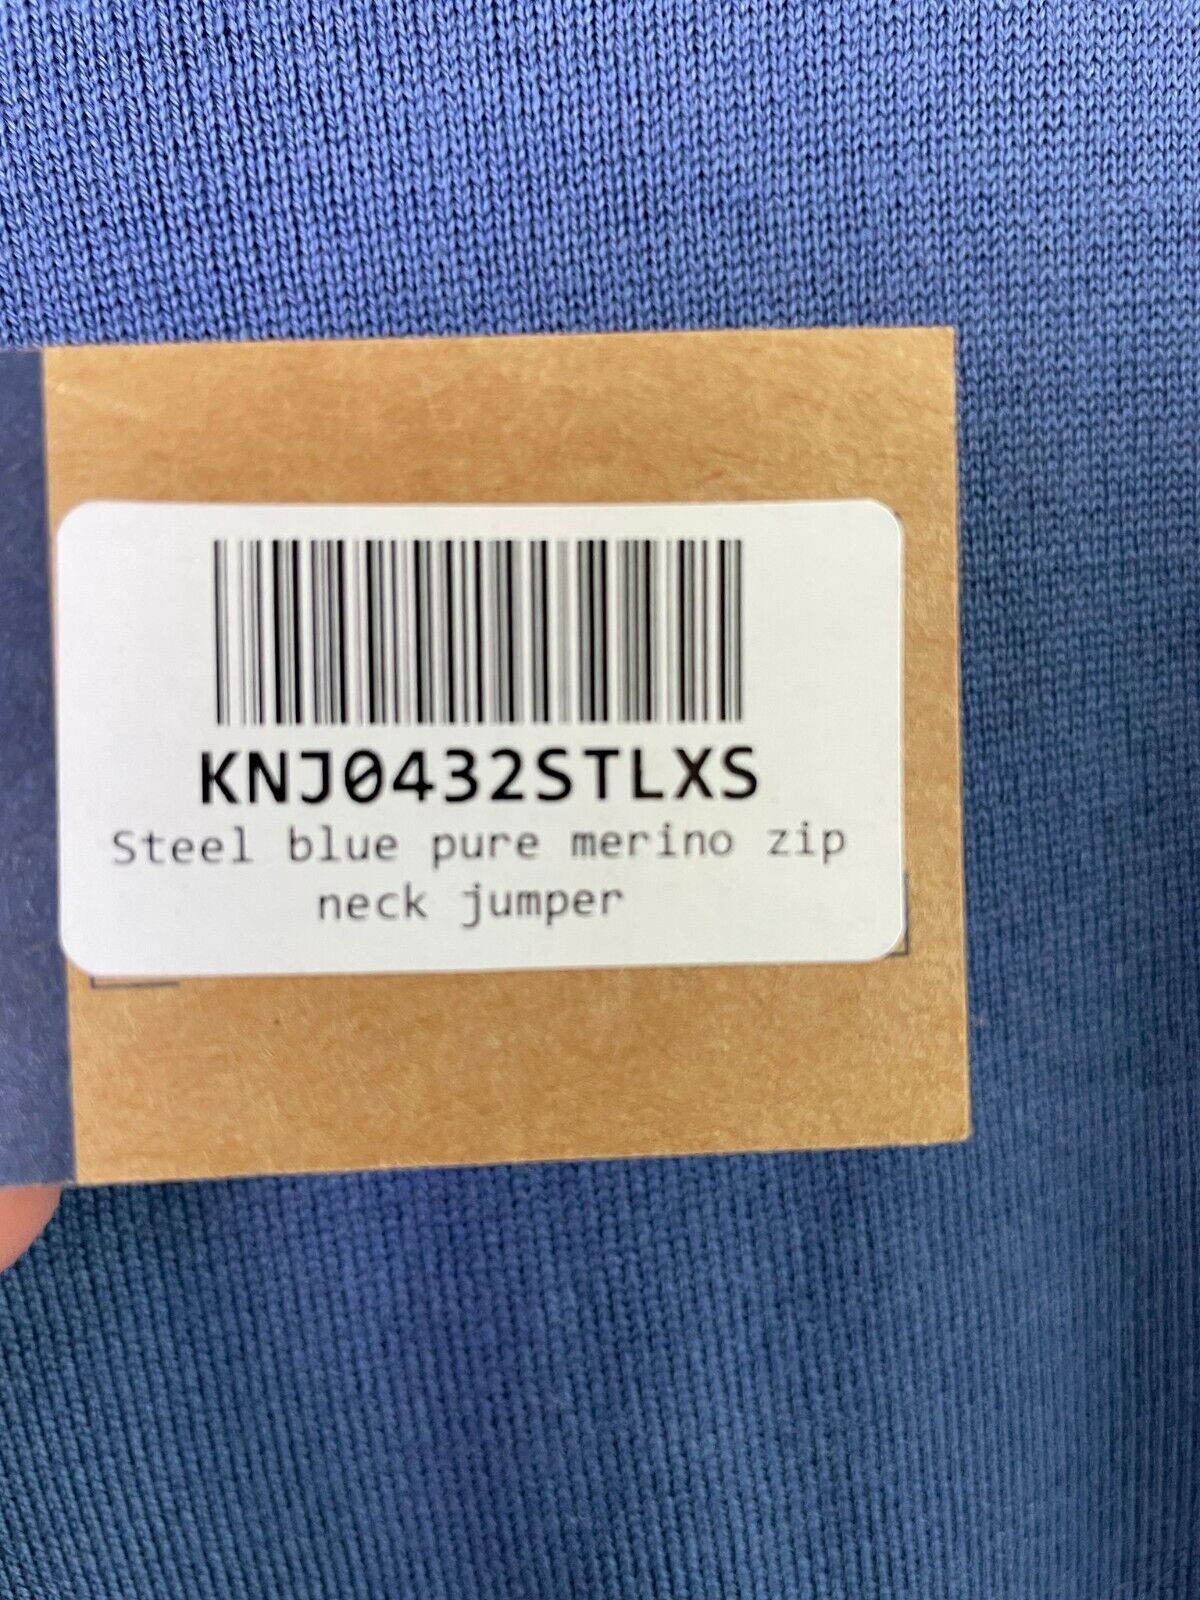 KNJ0432STLXS
Steel blue pure merino zip
neck jumper